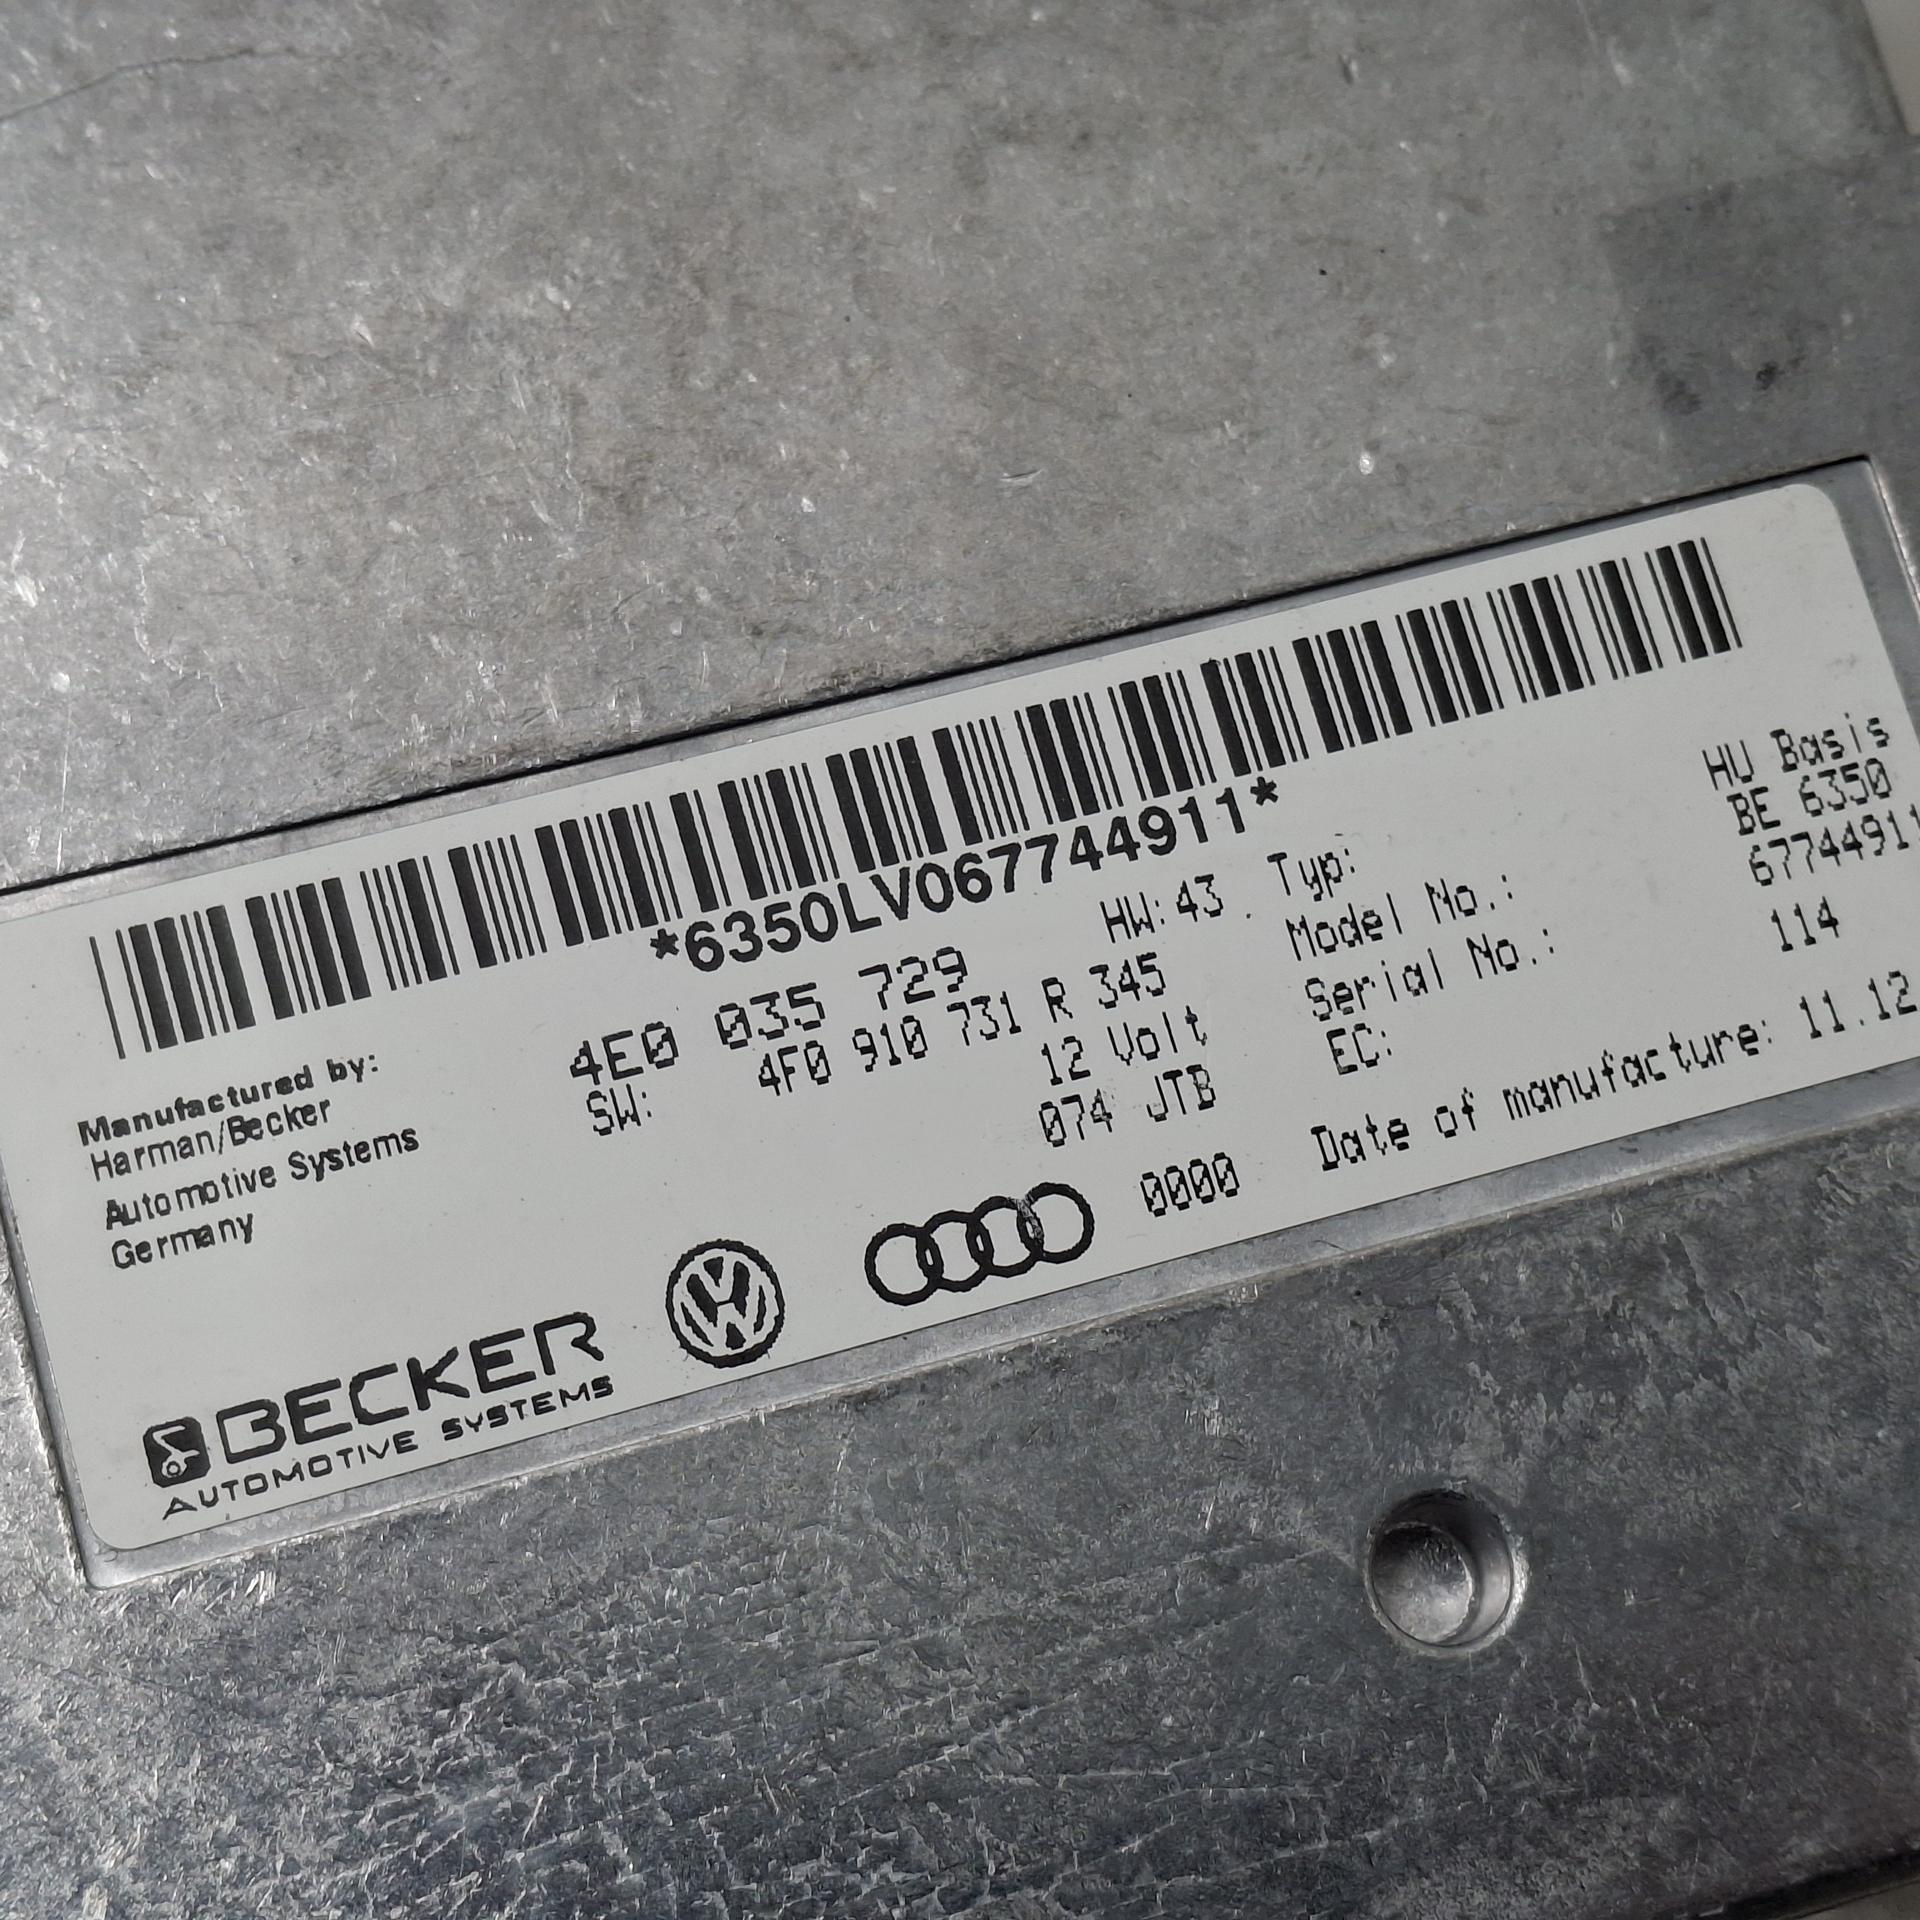 *6350LV067744911*
4E0 035 729 HW: 43
SW: 4F0 910 731 R 345
12 Volt
074 JTB
0000
Typ: HU Basis
Model No.: BE 6350
Serial No.: 67744911
EC: 114
Date of manufacture: 11.12
Manufactured by:
Harman/Becker
Automotive Systems
Germany
BECKER
AUTOMOTIVE SYSTEMS